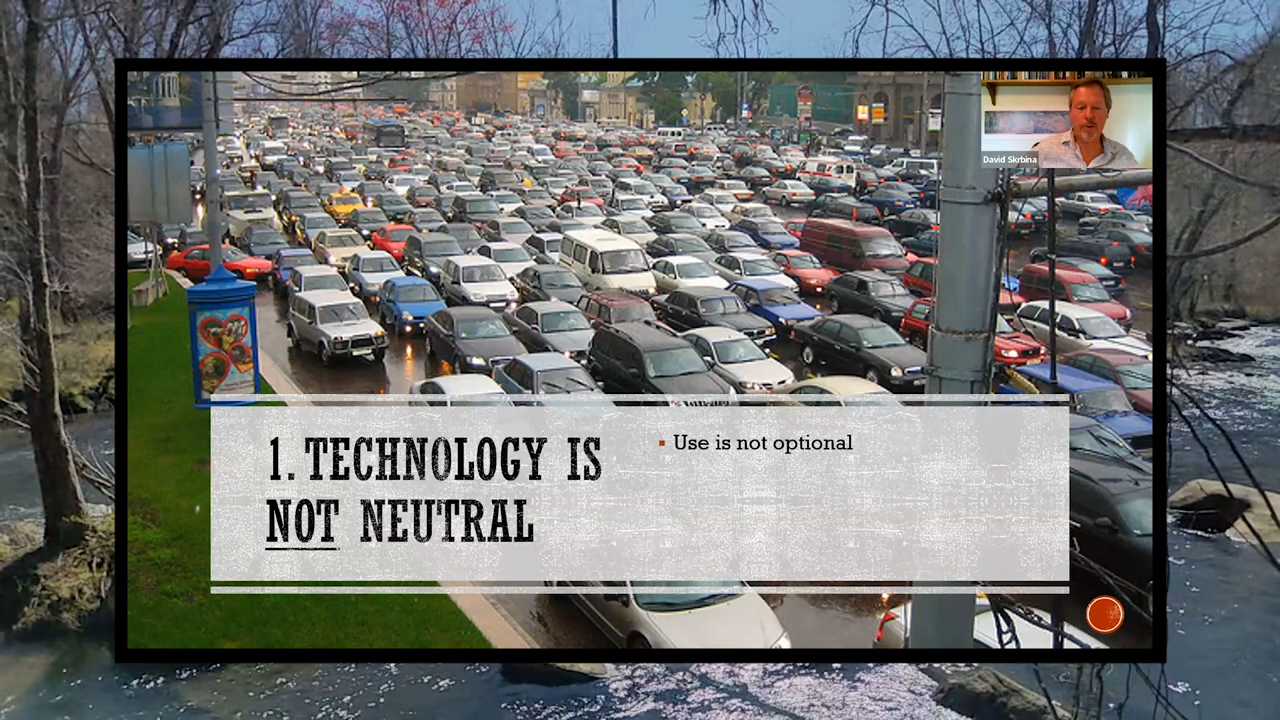 David Skrbina
1. TECHNOLOGY IS
NOT NEUTRAL
Use is not optional